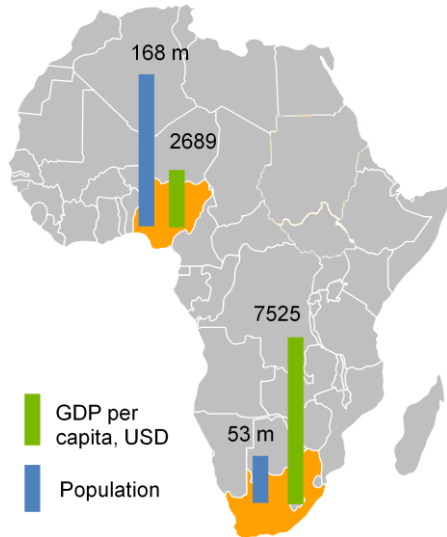 168 m
2689
7525
53 m
GDP per
capita, USD
Population